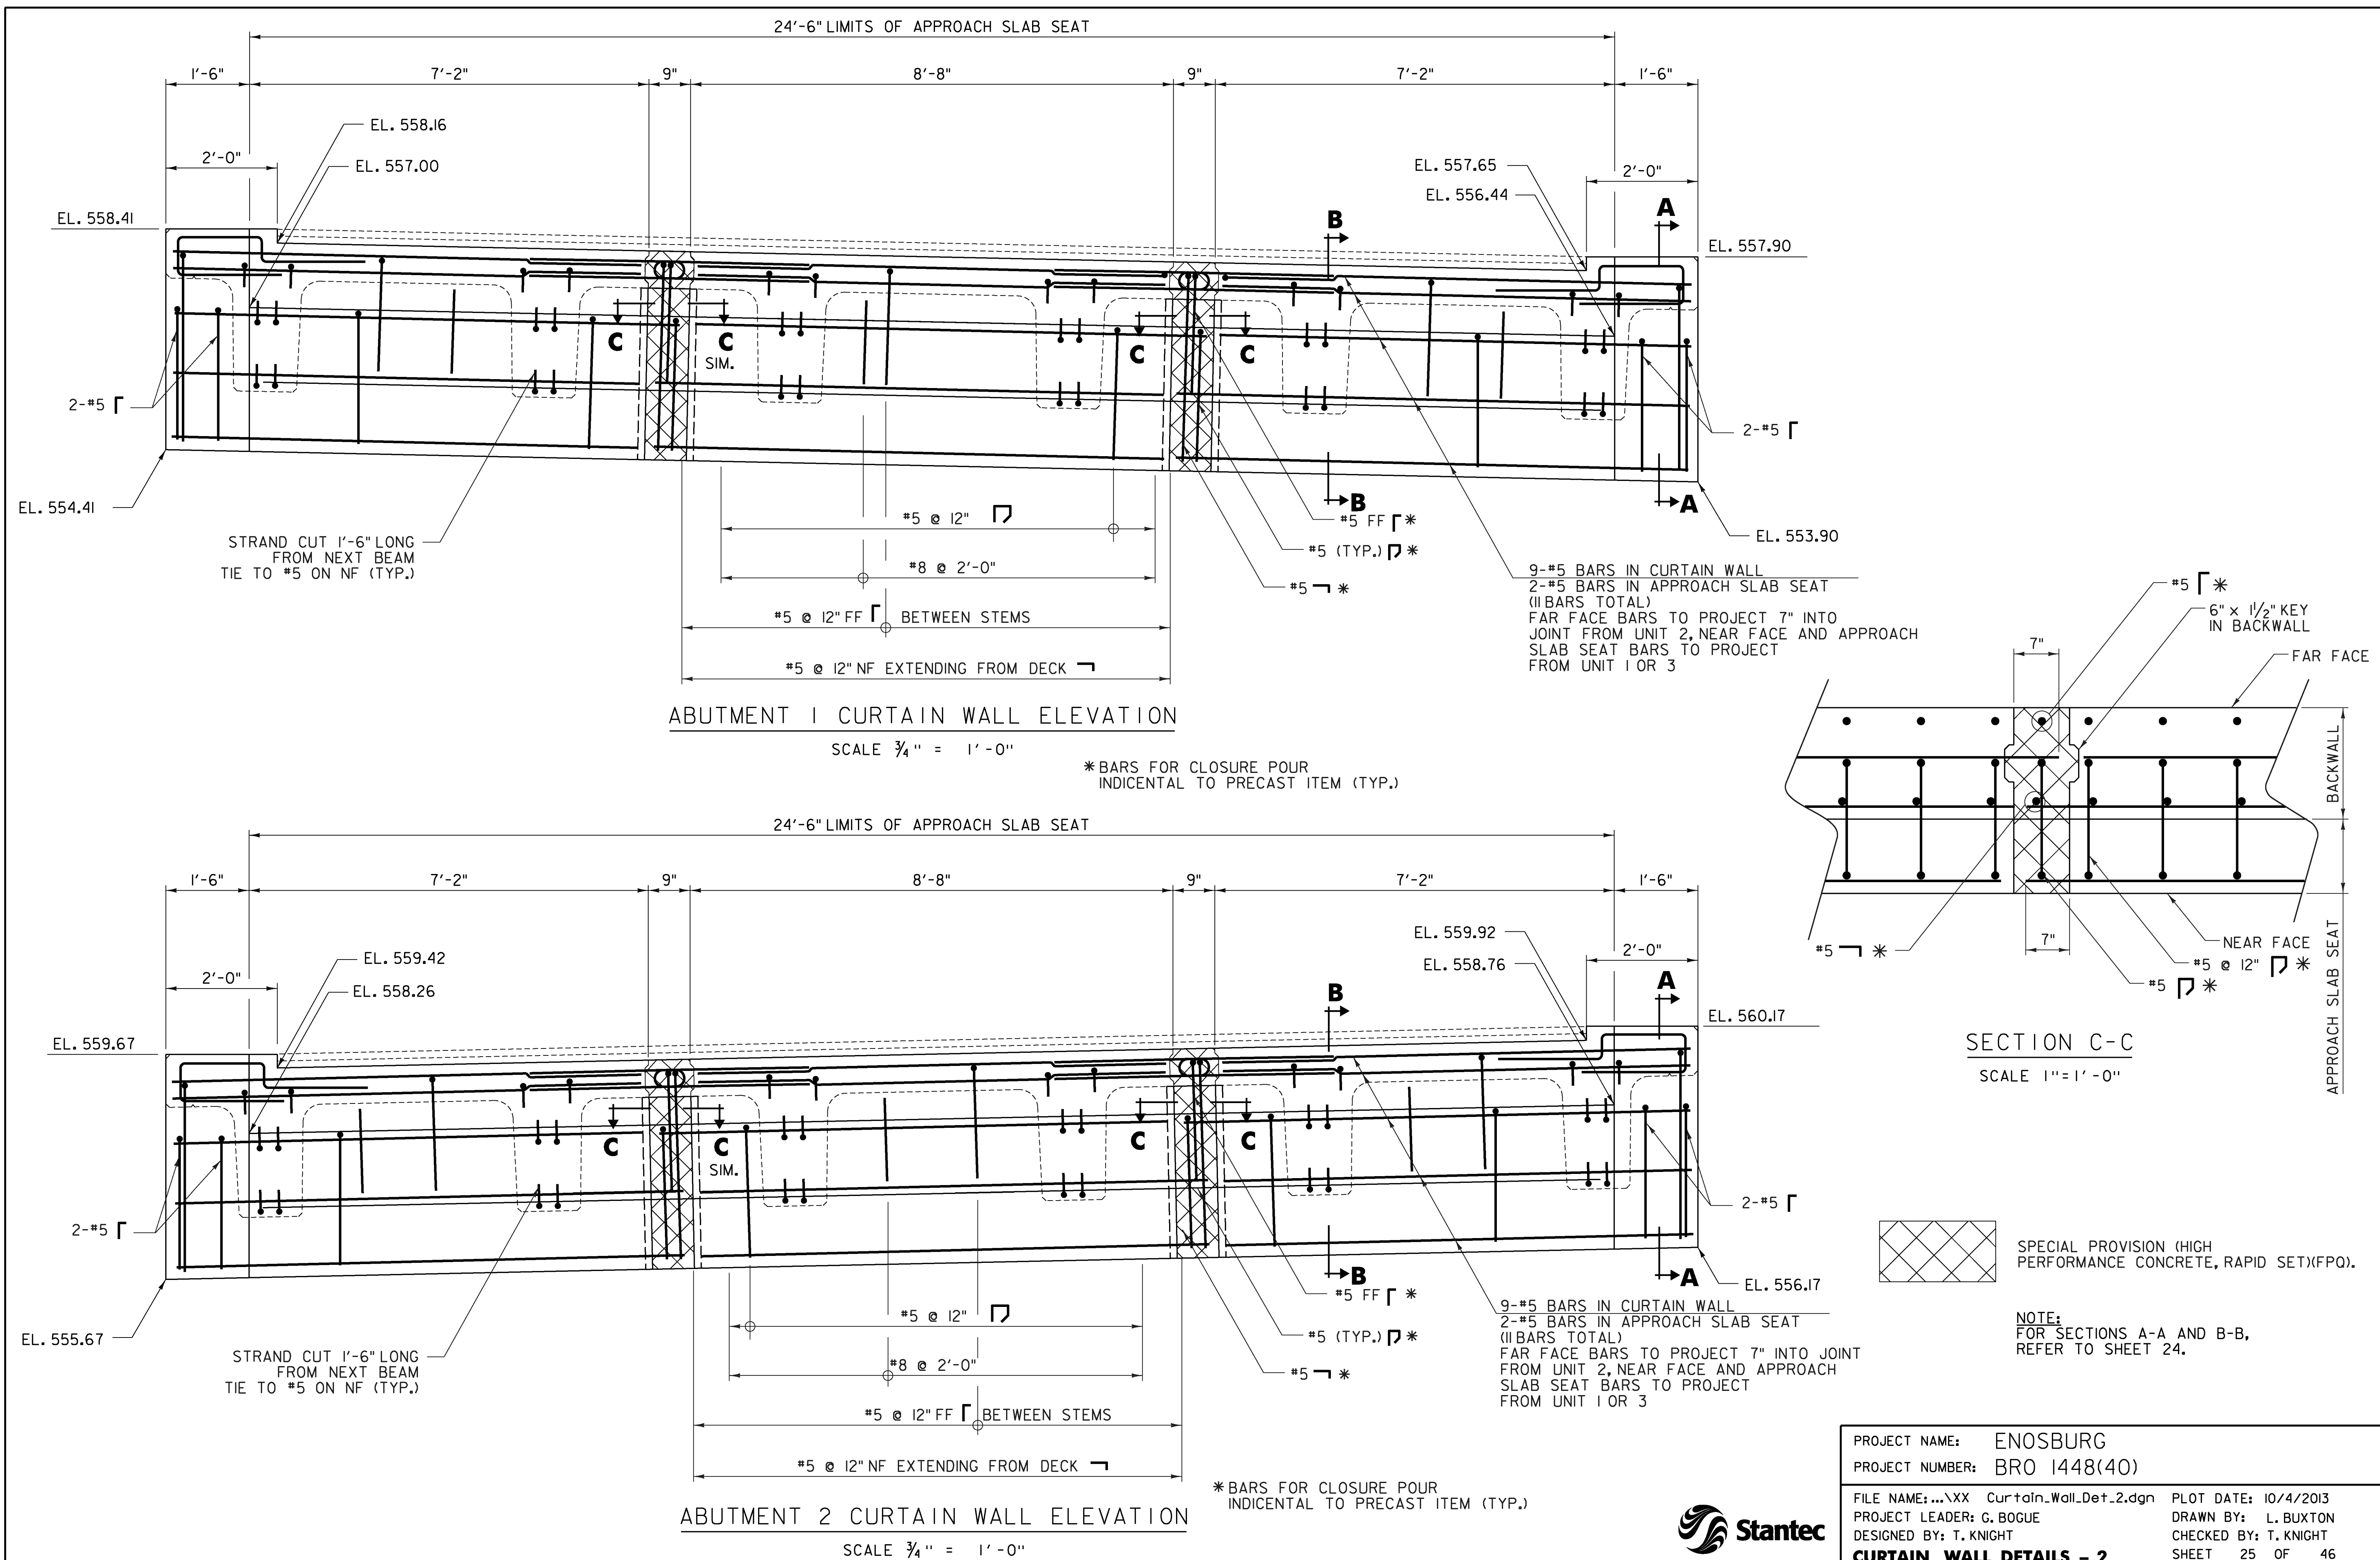 24'-6" LIMITS OF APPROACH SLAB SEAT
1'-6" 7'-2" 9" 8'-8" 9" 7'-2" 1'-6"
EL. 558.16
2'-0"
EL. 557.00
EL. 557.65
2'-0"
EL. 556.44
EL. 558.41
B
A
EL. 557.90
C C C C
SIM.
2-#5
2-#5
EL. 554.41
B
A
#5 @ 12"
#5 FF *
EL. 553.90
STRAND CUT 1'-6" LONG
FROM NEXT BEAM
TIE TO #5 ON NF (TYP.)
#5 (TYP.) *
#8 @ 2'-0"
#5 *
9-#5 BARS IN CURTAIN WALL
2-#5 BARS IN APPROACH SLAB SEAT
(11 BARS TOTAL)
FAR FACE BARS TO PROJECT 7" INTO
JOINT FROM UNIT 2, NEAR FACE AND APPROACH
SLAB SEAT BARS TO PROJECT
FROM UNIT 1 OR 3
#5 @ 12" FF BETWEEN STEMS
#5 @ 12" NF EXTENDING FROM DECK
ABUTMENT 1 CURTAIN WALL ELEVATION
SCALE 3/4" = 1'-0"
* BARS FOR CLOSURE POUR
INDICENTAL TO PRECAST ITEM (TYP.)
#5 *
6" x 1 1/2" KEY
IN BACKWALL
7"
FAR FACE
BACKWALL
APPROACH SLAB SEAT
7"
NEAR FACE
#5 *
#5 @ 12" *
#5 *
SECTION C-C
SCALE 1"=1'-0"
24'-6" LIMITS OF APPROACH SLAB SEAT
1'-6" 7'-2" 9" 8'-8" 9" 7'-2" 1'-6"
EL. 559.42
2'-0"
EL. 558.26
EL. 559.92
2'-0"
EL. 558.76
EL. 559.67
B
A
EL. 560.17
C C C C
SIM.
2-#5
2-#5
EL. 555.67
B
A
EL. 556.17
#5 @ 12"
#5 FF *
STRAND CUT 1'-6" LONG
FROM NEXT BEAM
TIE TO #5 ON NF (TYP.)
#5 (TYP.) *
#8 @ 2'-0"
#5 *
9-#5 BARS IN CURTAIN WALL
2-#5 BARS IN APPROACH SLAB SEAT
(11 BARS TOTAL)
FAR FACE BARS TO PROJECT 7" INTO JOINT
FROM UNIT 2, NEAR FACE AND APPROACH
SLAB SEAT BARS TO PROJECT
FROM UNIT 1 OR 3
#5 @ 12" FF BETWEEN STEMS
#5 @ 12" NF EXTENDING FROM DECK
ABUTMENT 2 CURTAIN WALL ELEVATION
SCALE 3/4" = 1'-0"
* BARS FOR CLOSURE POUR
INDICENTAL TO PRECAST ITEM (TYP.)
SPECIAL PROVISION (HIGH
PERFORMANCE CONCRETE, RAPID SET)(FPQ).
NOTE:
FOR SECTIONS A-A AND B-B,
REFER TO SHEET 24.
Stantec
PROJECT NAME: ENOSBURG
PROJECT NUMBER: BRO 1448(40)
FILE NAME:...\XX Curtain_Wall_Det_2.dgn PLOT DATE: 10/4/2013
PROJECT LEADER: G. BOGUE DRAWN BY: L. BUXTON
DESIGNED BY: T. KNIGHT CHECKED BY: T. KNIGHT
CURTAIN WALL DETAILS - 2 SHEET 25 OF 46